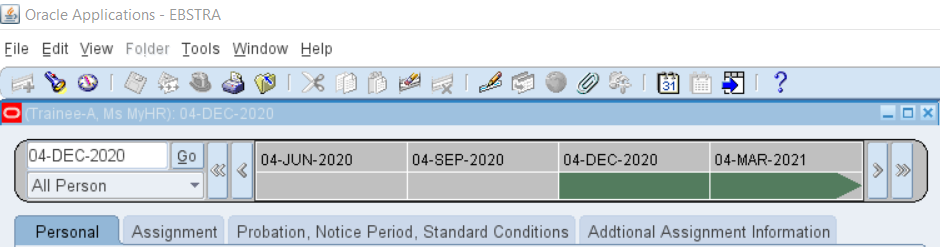 Oracle Applications - EBSTRA
File Edit View Folder Tools Window Help
31 ?
(Trainee-A, Ms MyHR): 04-DEC-2020
04-DEC-2020 Go 04-JUN-2020 04-SEP-2020 04-DEC-2020 04-MAR-2021
All Person
Personal Assignment Probation, Notice Period, Standard Conditions Addtional Assignment Information